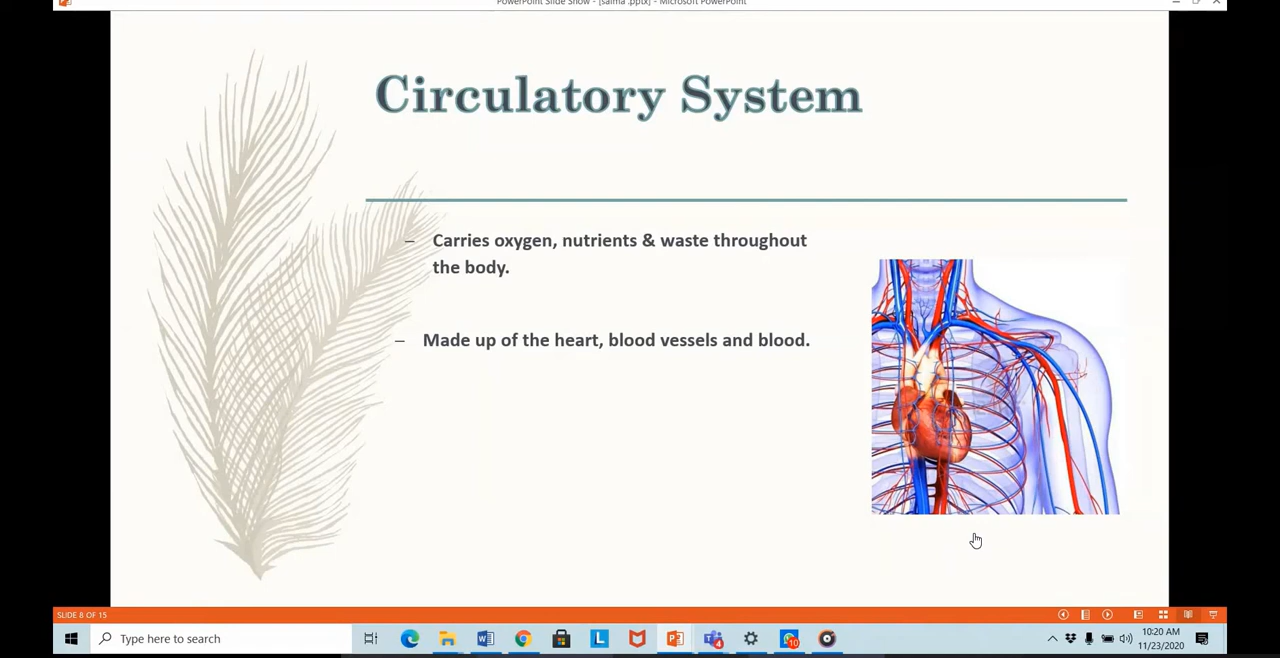 PowerPoint Slide Show - [salma .pptx] - Microsoft PowerPoint
Circulatory System
– Carries oxygen, nutrients & waste throughout
the body.
– Made up of the heart, blood vessels and blood.
SLIDE 8 OF 15
Type here to search
L
4
10
10:20 AM
11/23/2020